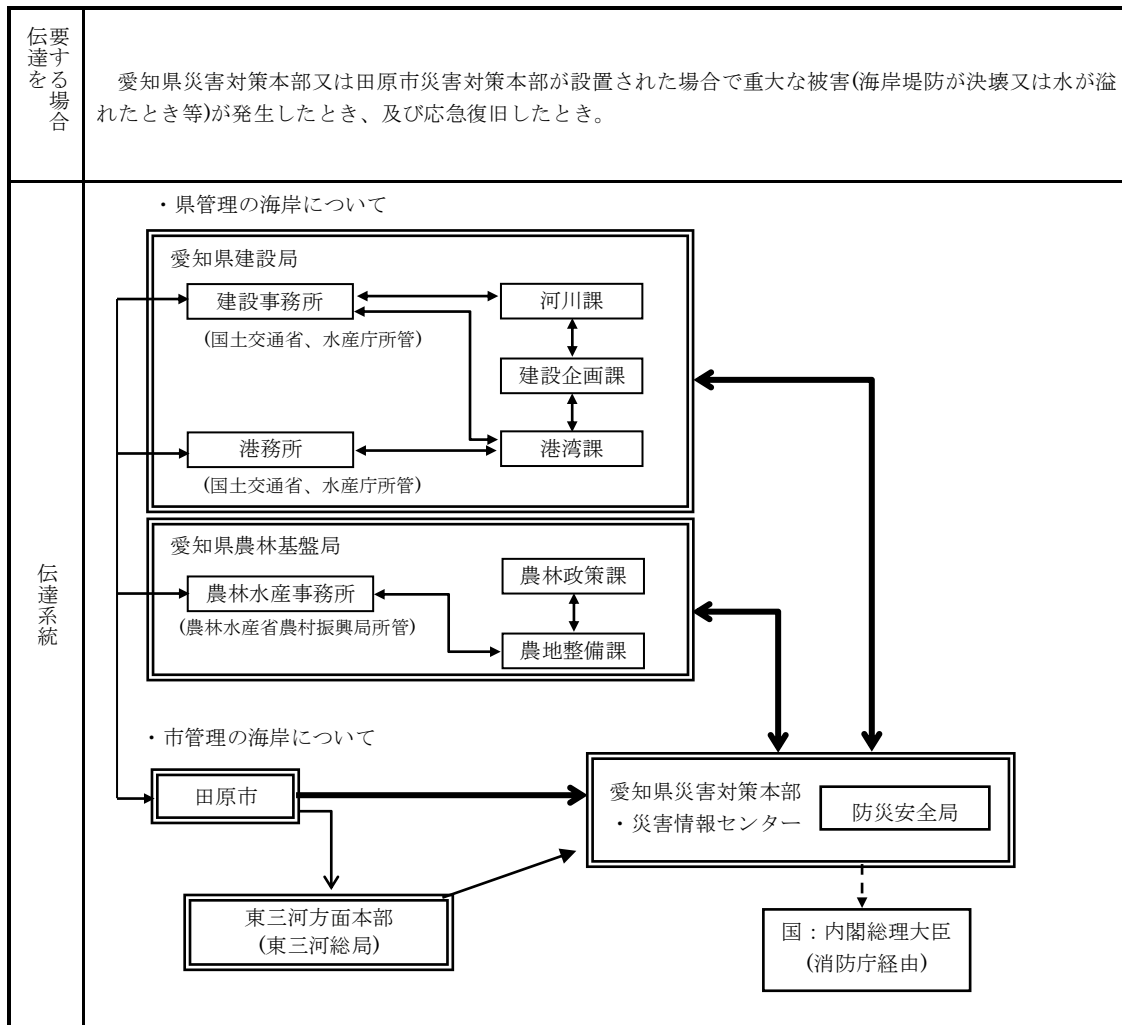 伝達を
要する場合
愛知県災害対策本部又は田原市災害対策本部が設置された場合で重大な被害(海岸堤防が決壊又は水が溢
れたとき等)が発生したとき、及び応急復旧したとき。
伝達系統
・県管理の海岸について
愛知県建設局
建設事務所
河川課
(国土交通省、水産庁所管)
建設企画課
港務所
港湾課
(国土交通省、水産庁所管)
愛知県農林基盤局
農林政策課
農林水産事務所
(農林水産省農村振興局所管)
農地整備課
・市管理の海岸について
田原市
愛知県災害対策本部
・災害情報センター
防災安全局
東三河方面本部
(東三河総局)
国：内閣総理大臣
(消防庁経由)